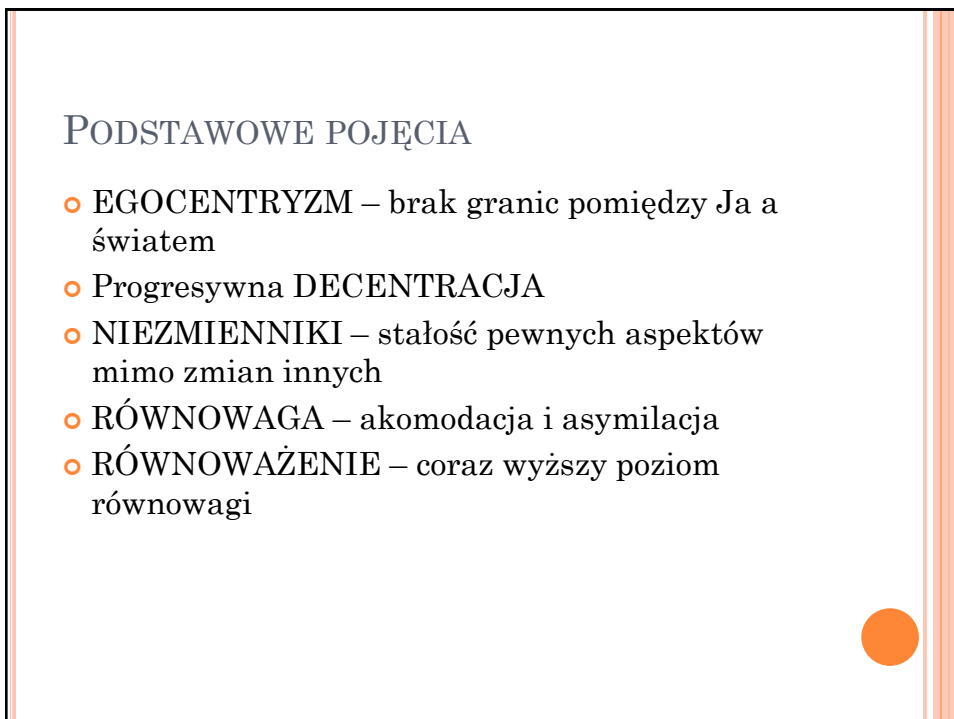 PODSTAWOWE POJĘCIA
EGOCENTRYZM – brak granic pomiędzy Ja a
światem
Progresywna DECENTRACJA
NIEZMIENNIKI – stałość pewnych aspektów
mimo zmian innych
RÓWNOWAGA – akomodacja i asymilacja
RÓWNOWAŻENIE – coraz wyższy poziom
równowagi